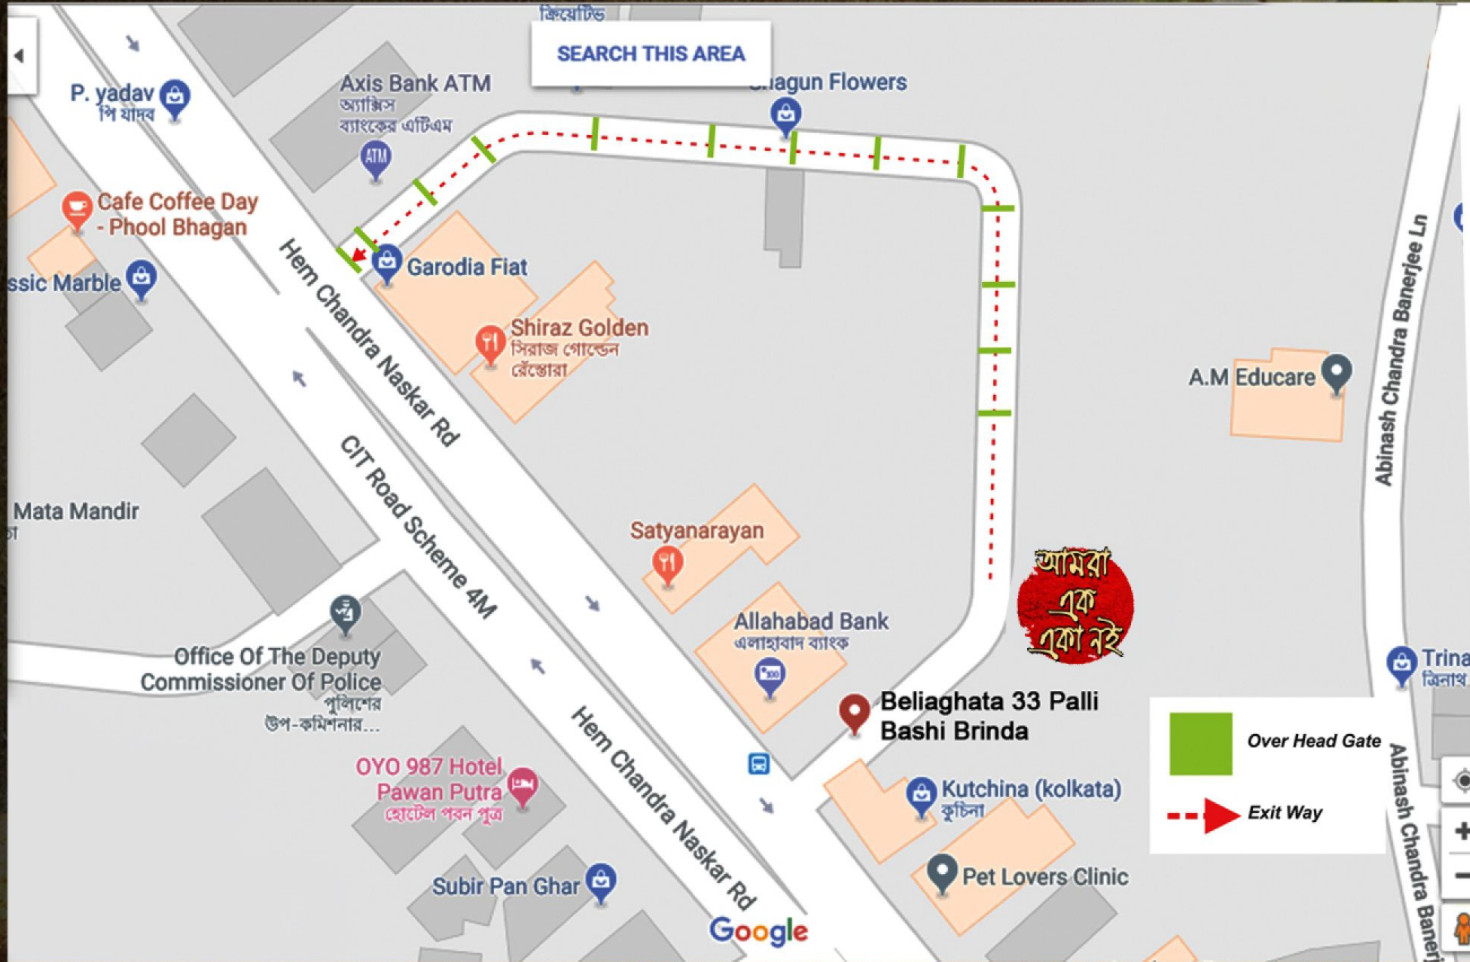 ক্রিয়েটিভ
SEARCH THIS AREA
P. yadav
পি যাদব
Axis Bank ATM
অ্যাক্সিস
ব্যাংকের এটিএম
ATM
Shagun Flowers
Cafe Coffee Day
- Phool Bhagan
ssic Marble
Garodia Fiat
Hem Chandra Naskar Rd
Shiraz Golden
সিরাজ গোল্ডেন
রেঁস্তোরা
A.M Educare
Abinash Chandra Banerjee Ln
CIT Road Scheme 4M
Mata Mandir
Satyanarayan
আমরা
এক
একা নই
Allahabad Bank
এলাহাবাদ ব্যাংক
Office Of The Deputy
Commissioner Of Police
পুলিশের
উপ-কমিশনার...
Beliaghata 33 Palli
Bashi Brinda
Trina
ত্রিনাথ
Over Head Gate
Exit Way
OYO 987 Hotel
Pawan Putra
হোটেল পবন পুত্র
Hem Chandra Naskar Rd
Kutchina (kolkata)
কুচিনা
Abinash Chandra Banerj
Pet Lovers Clinic
Subir Pan Ghar
Google